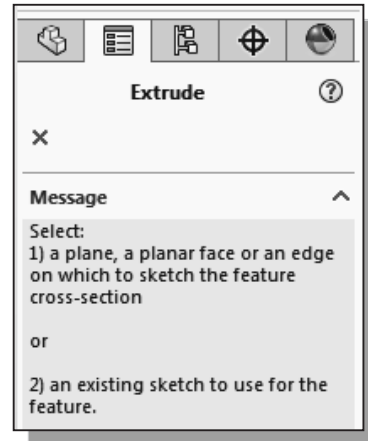 Extrude
Message
Select:
1) a plane, a planar face or an edge
on which to sketch the feature
cross-section
or
2) an existing sketch to use for the
feature.